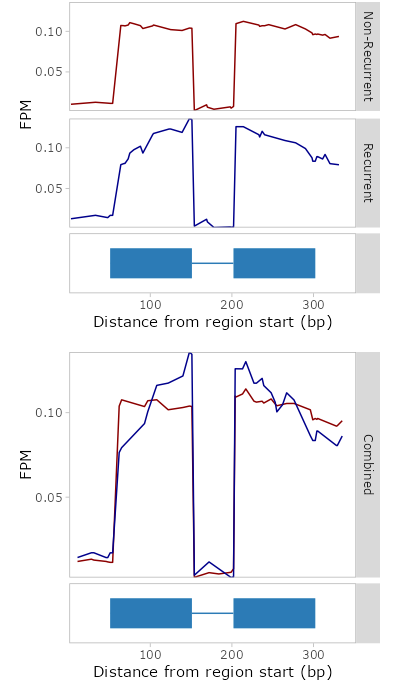 0.10
0.05
Non-Recurrent
FPM
0.10
0.05
Recurrent
100 200 300
Distance from region start (bp)
0.10
0.05
FPM
Combined
100 200 300
Distance from region start (bp)